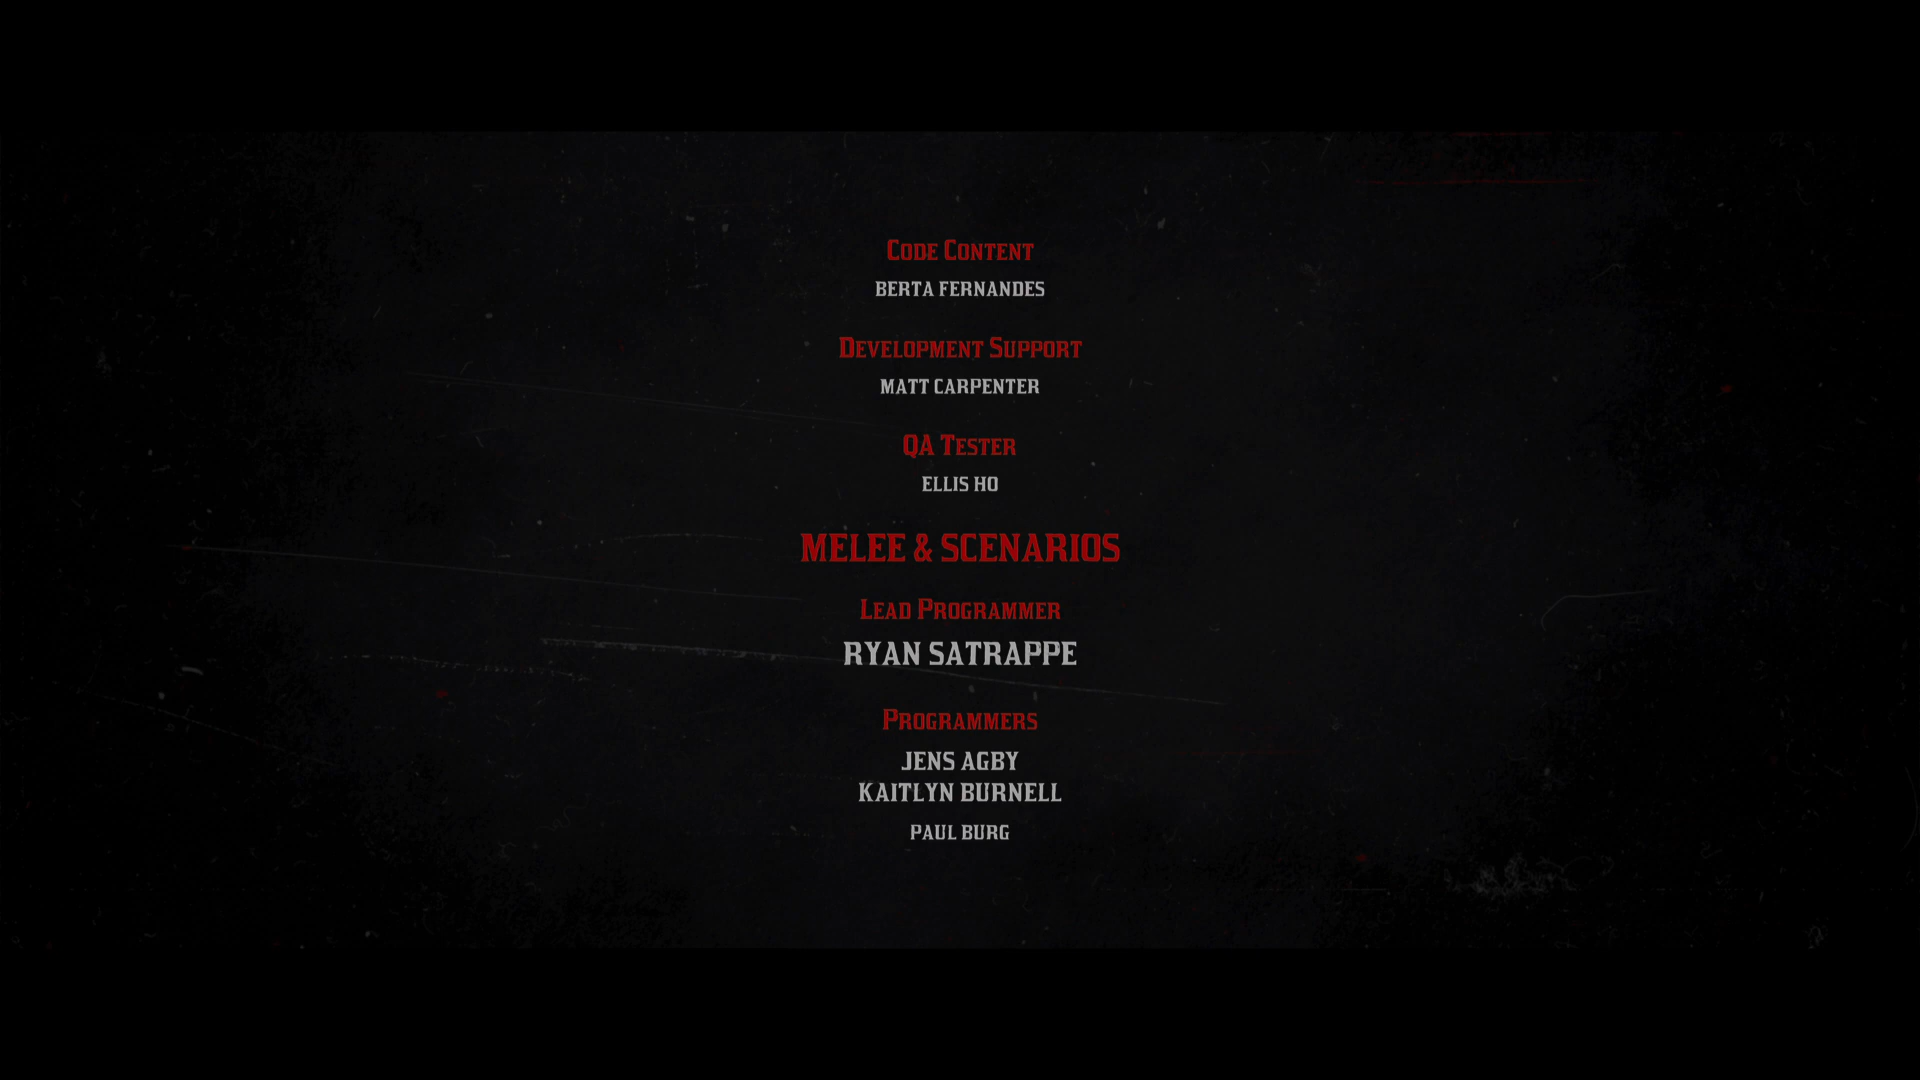 Code Content
BERTA FERNANDES
Development Support
MATT CARPENTER
QA Tester
ELLIS HO
MELEE & SCENARIOS
Lead Programmer
RYAN SATRAPPE
Programmers
JENS AGBY
KAITLYN BURNELL
PAUL BURG